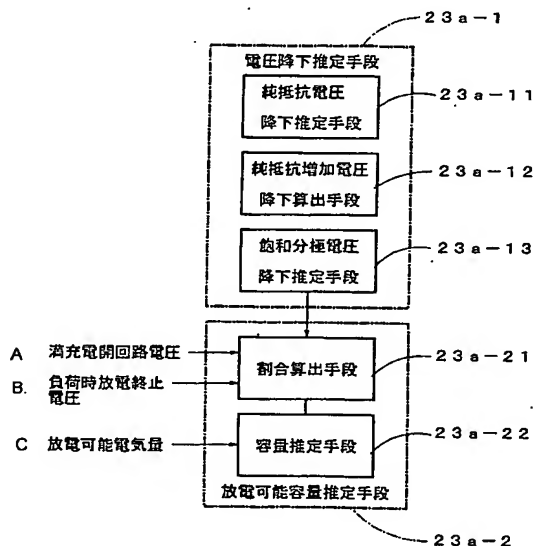 23a-1
電圧降下推定手段
純抵抗電圧
降下推定手段
23a-11
純抵抗増加電圧
降下算出手段
23a-12
飽和分極電圧
降下推定手段
23a-13
A 満充電開回路電圧
B. 負荷時放電終止
電圧
割合算出手段
23a-21
C 放電可能電気量
容量推定手段
23a-22
放電可能容量推定手段
23a-2